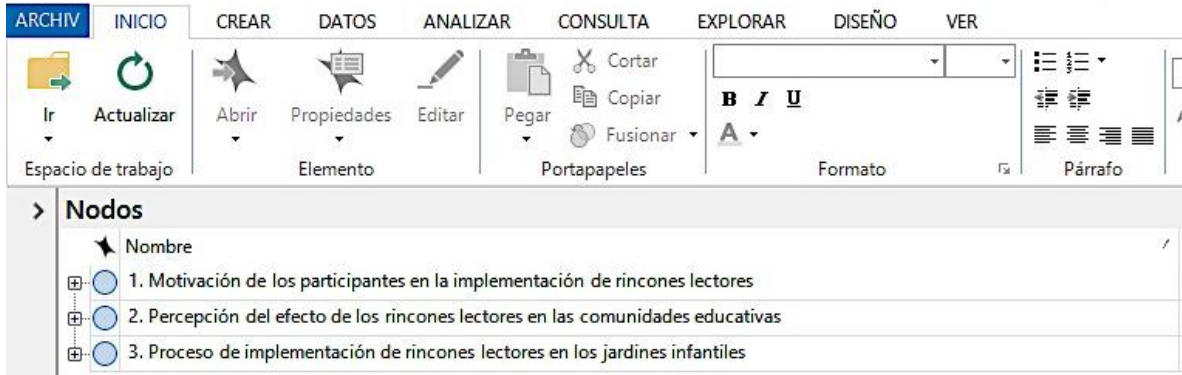 ARCHIV INICIO CREAR DATOS ANALIZAR CONSULTA EXPLORAR DISEÑO VER
Ir Actualizar Abrir Propiedades Editar Pegar Cortar
Copiar
Fusionar
B I U
A
Espacio de trabajo Elemento Portapapeles Formato Párrafo
Nodos
Nombre
1. Motivación de los participantes en la implementación de rincones lectores
2. Percepción del efecto de los rincones lectores en las comunidades educativas
3. Proceso de implementación de rincones lectores en los jardines infantiles